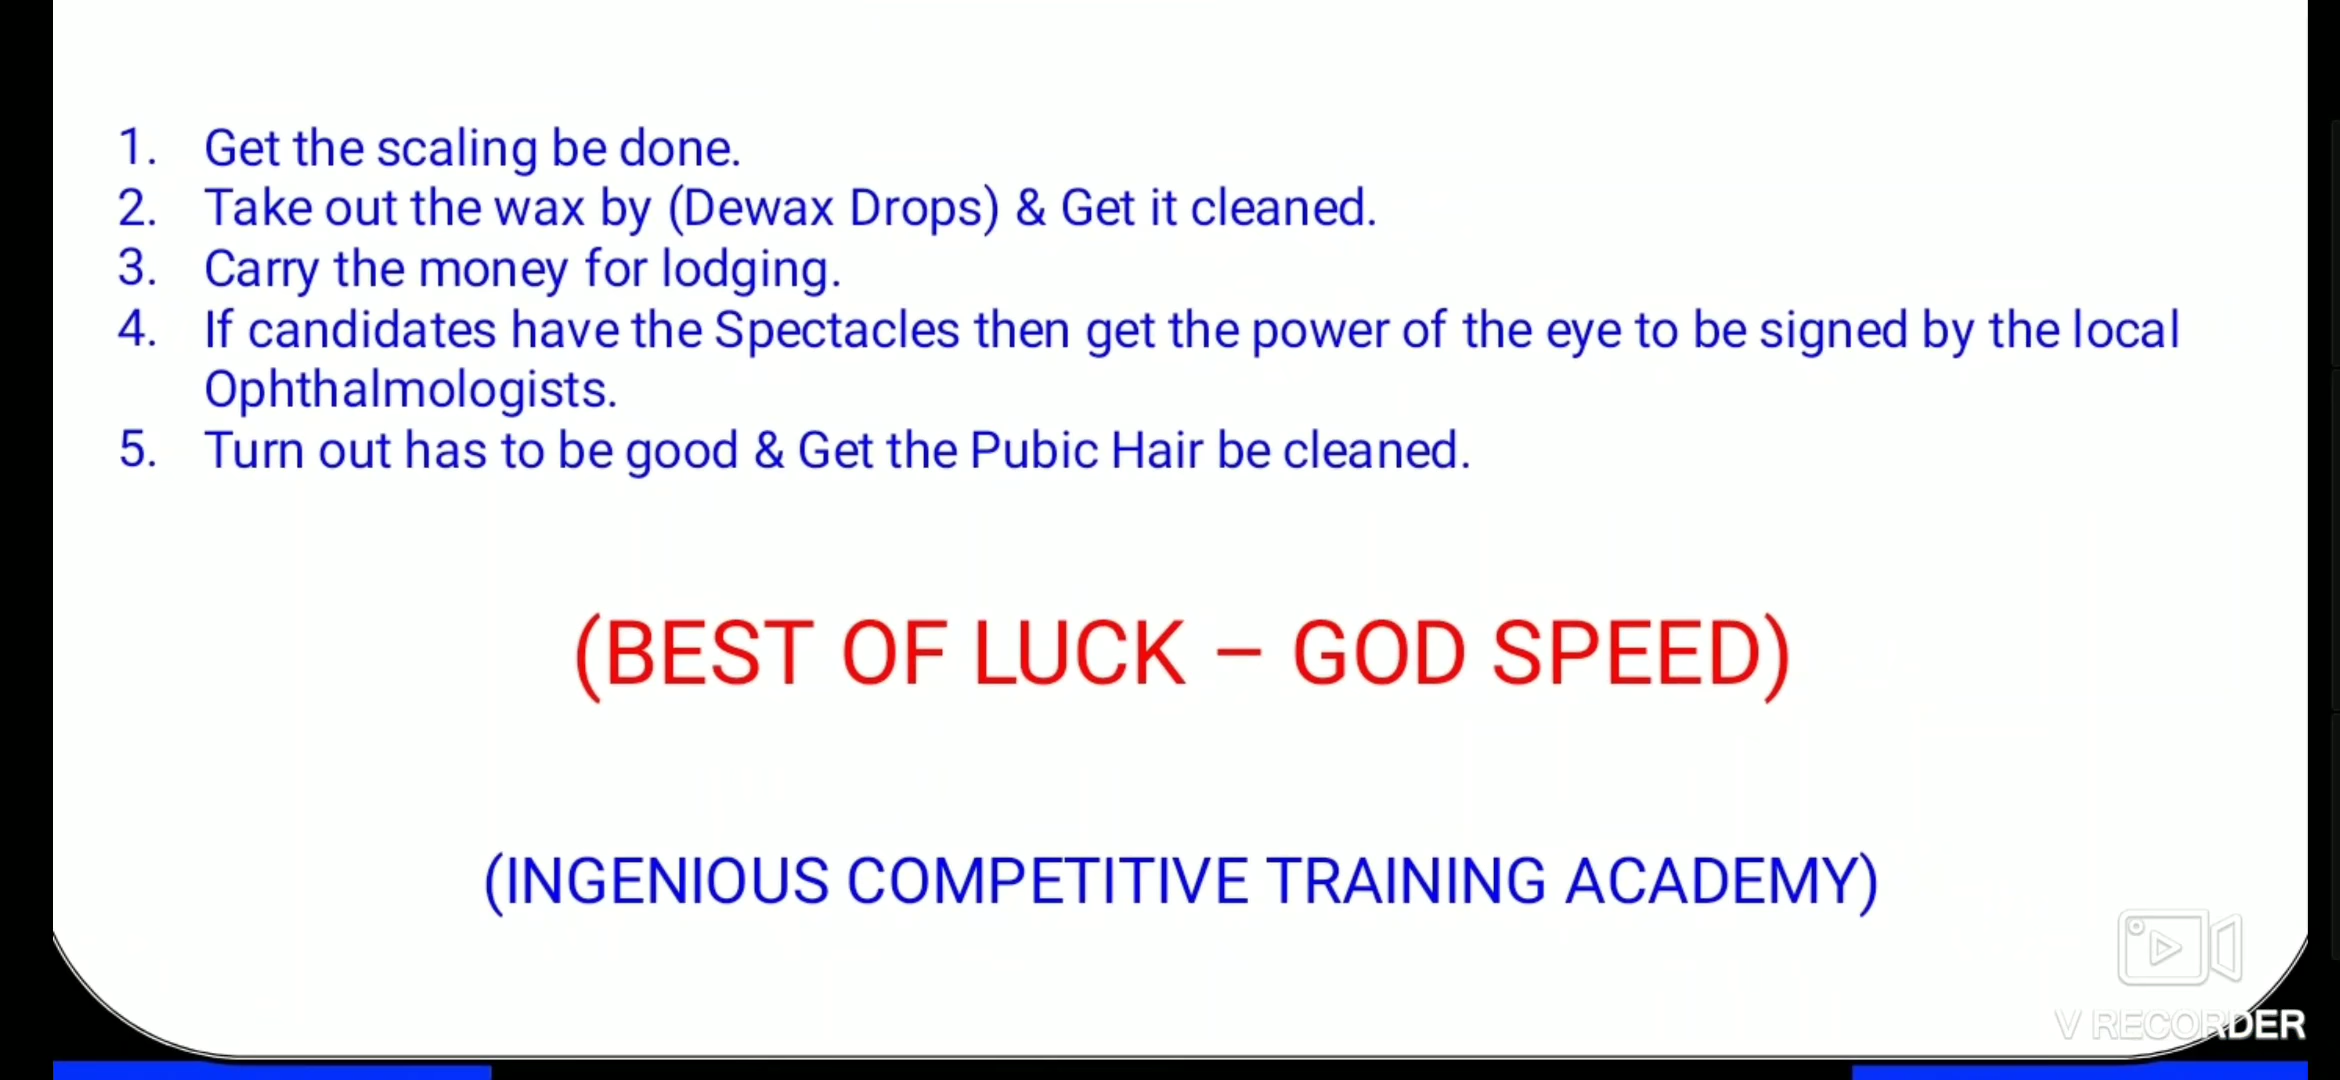 1. Get the scaling be done.
2. Take out the wax by (Dewax Drops) & Get it cleaned.
3. Carry the money for lodging.
4. If candidates have the Spectacles then get the power of the eye to be signed by the local
Ophthalmologists.
5. Turn out has to be good & Get the Pubic Hair be cleaned.
(BEST OF LUCK – GOD SPEED)
(INGENIOUS COMPETITIVE TRAINING ACADEMY)
V RECORDER